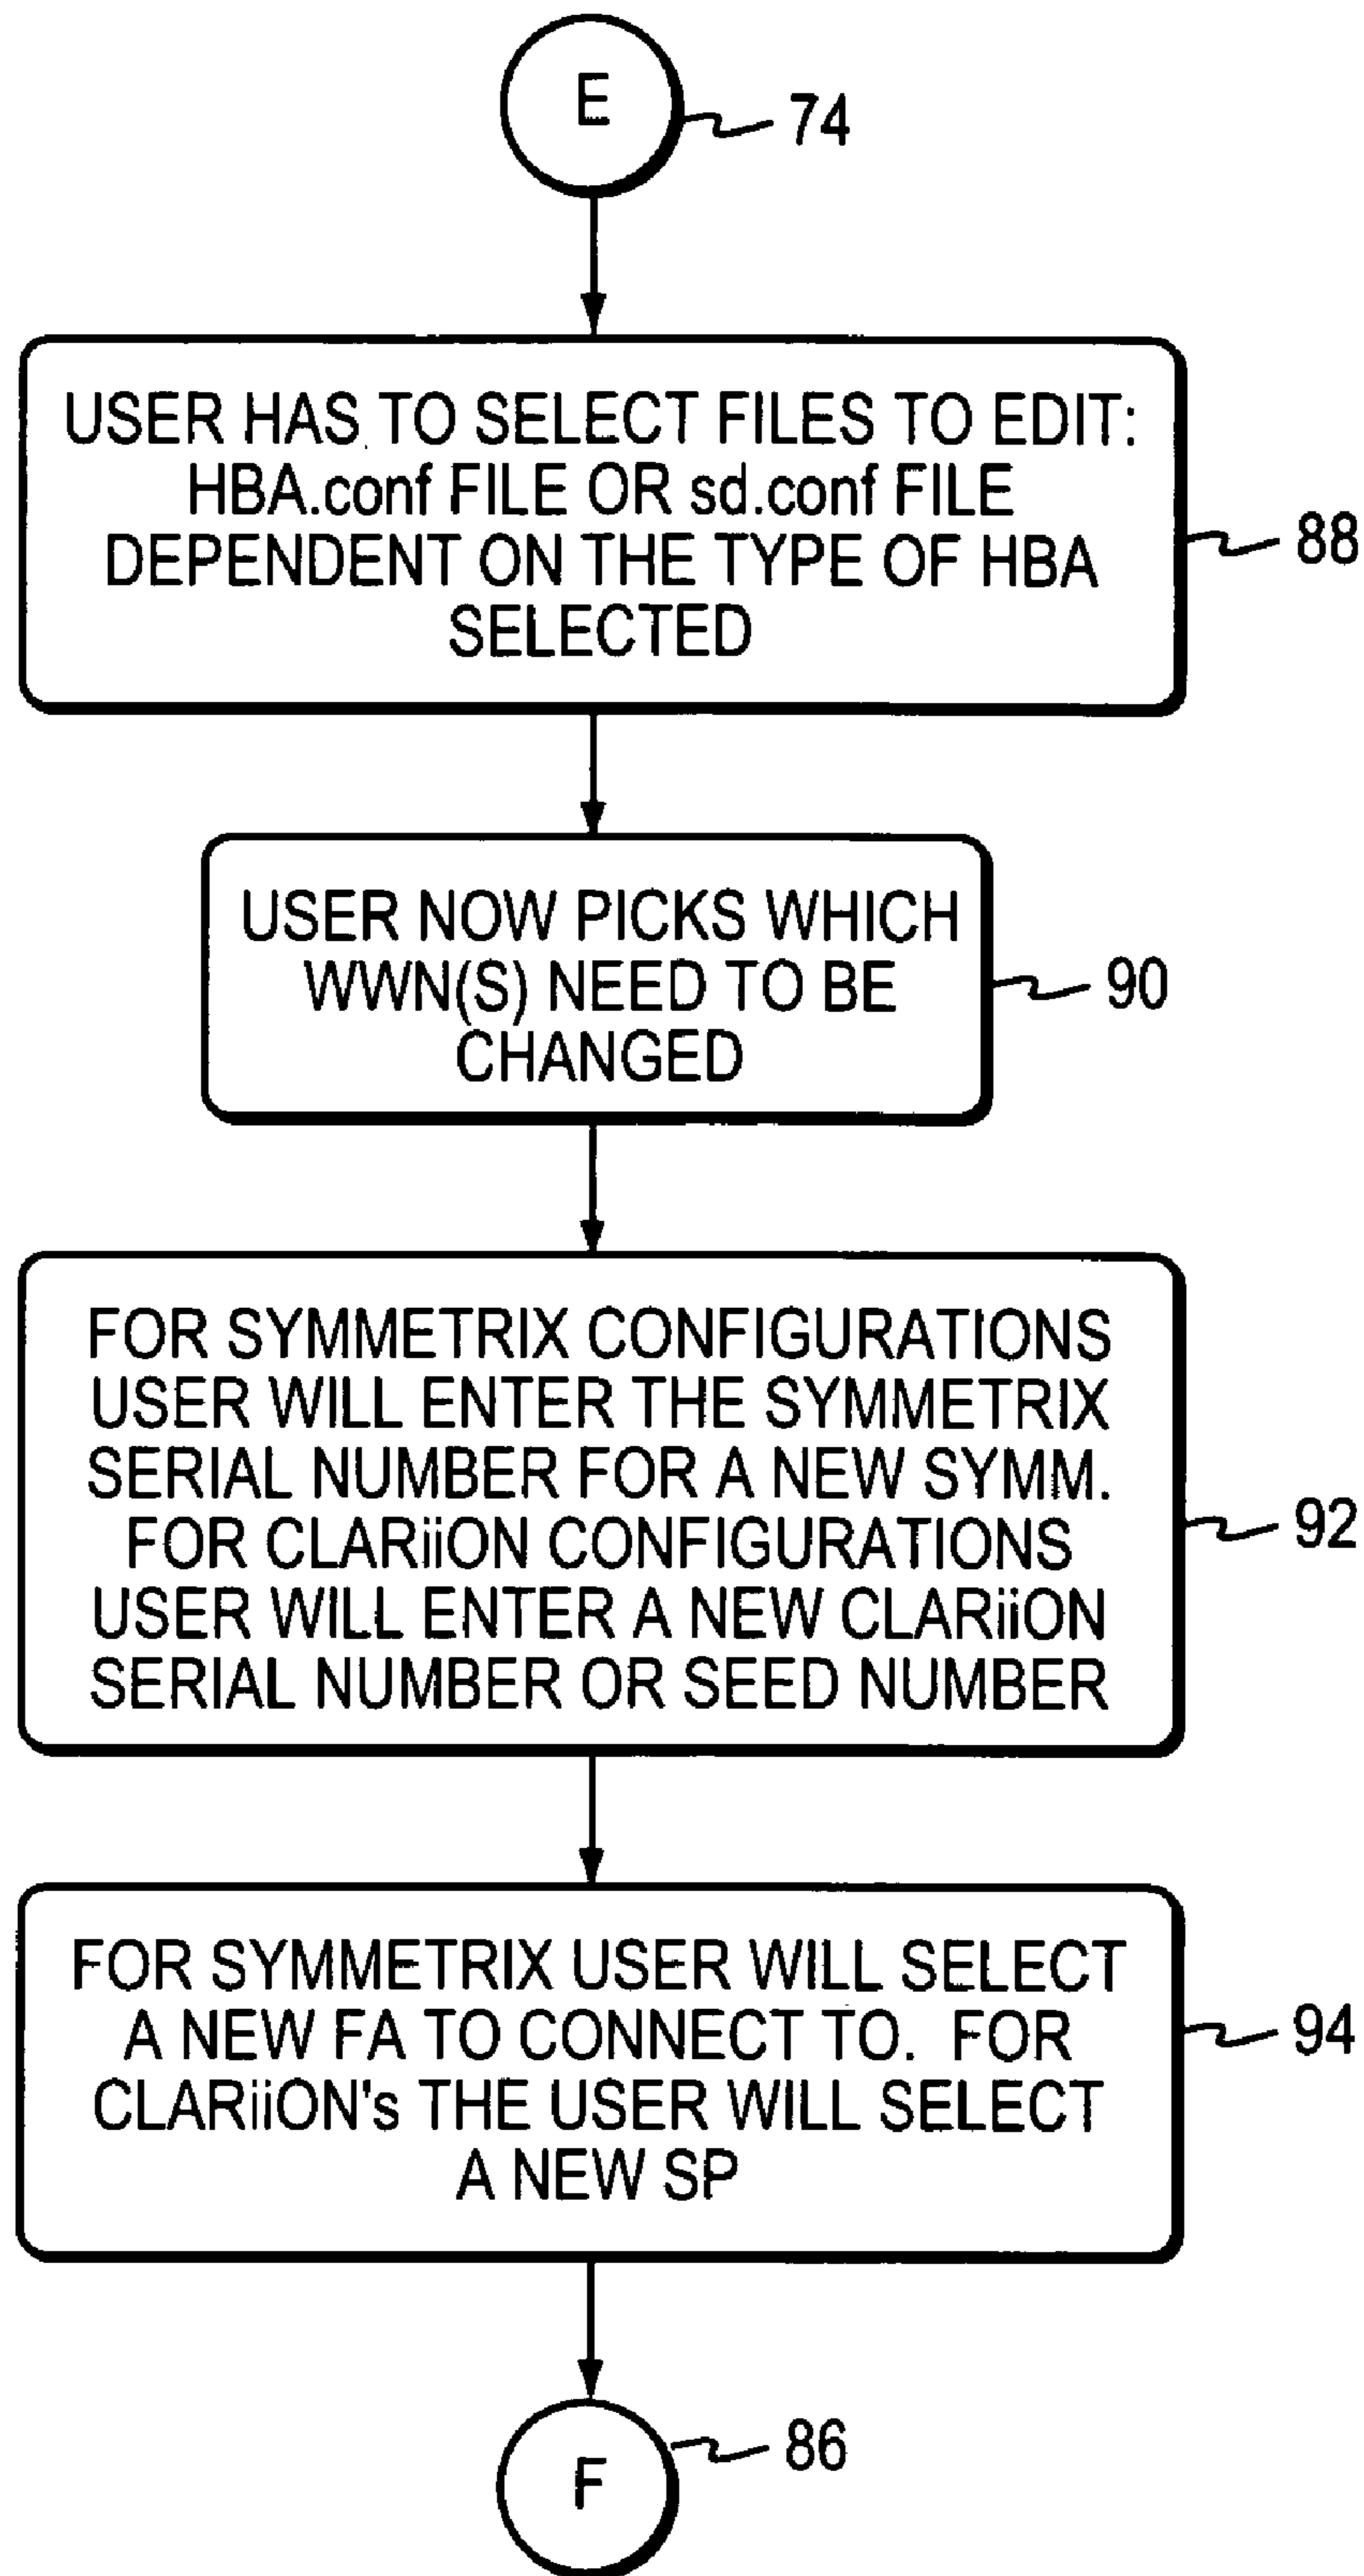 E
74
USER HAS TO SELECT FILES TO EDIT:
HBA.conf FILE OR sd.conf FILE
DEPENDENT ON THE TYPE OF HBA
SELECTED
88
USER NOW PICKS WHICH
WWN(S) NEED TO BE
CHANGED
90
FOR SYMMETRIX CONFIGURATIONS
USER WILL ENTER THE SYMMETRIX
SERIAL NUMBER FOR A NEW SYMM.
FOR CLARiiON CONFIGURATIONS
USER WILL ENTER A NEW CLARiiON
SERIAL NUMBER OR SEED NUMBER
92
FOR SYMMETRIX USER WILL SELECT
A NEW FA TO CONNECT TO. FOR
CLARiiON's THE USER WILL SELECT
A NEW SP
94
F
86